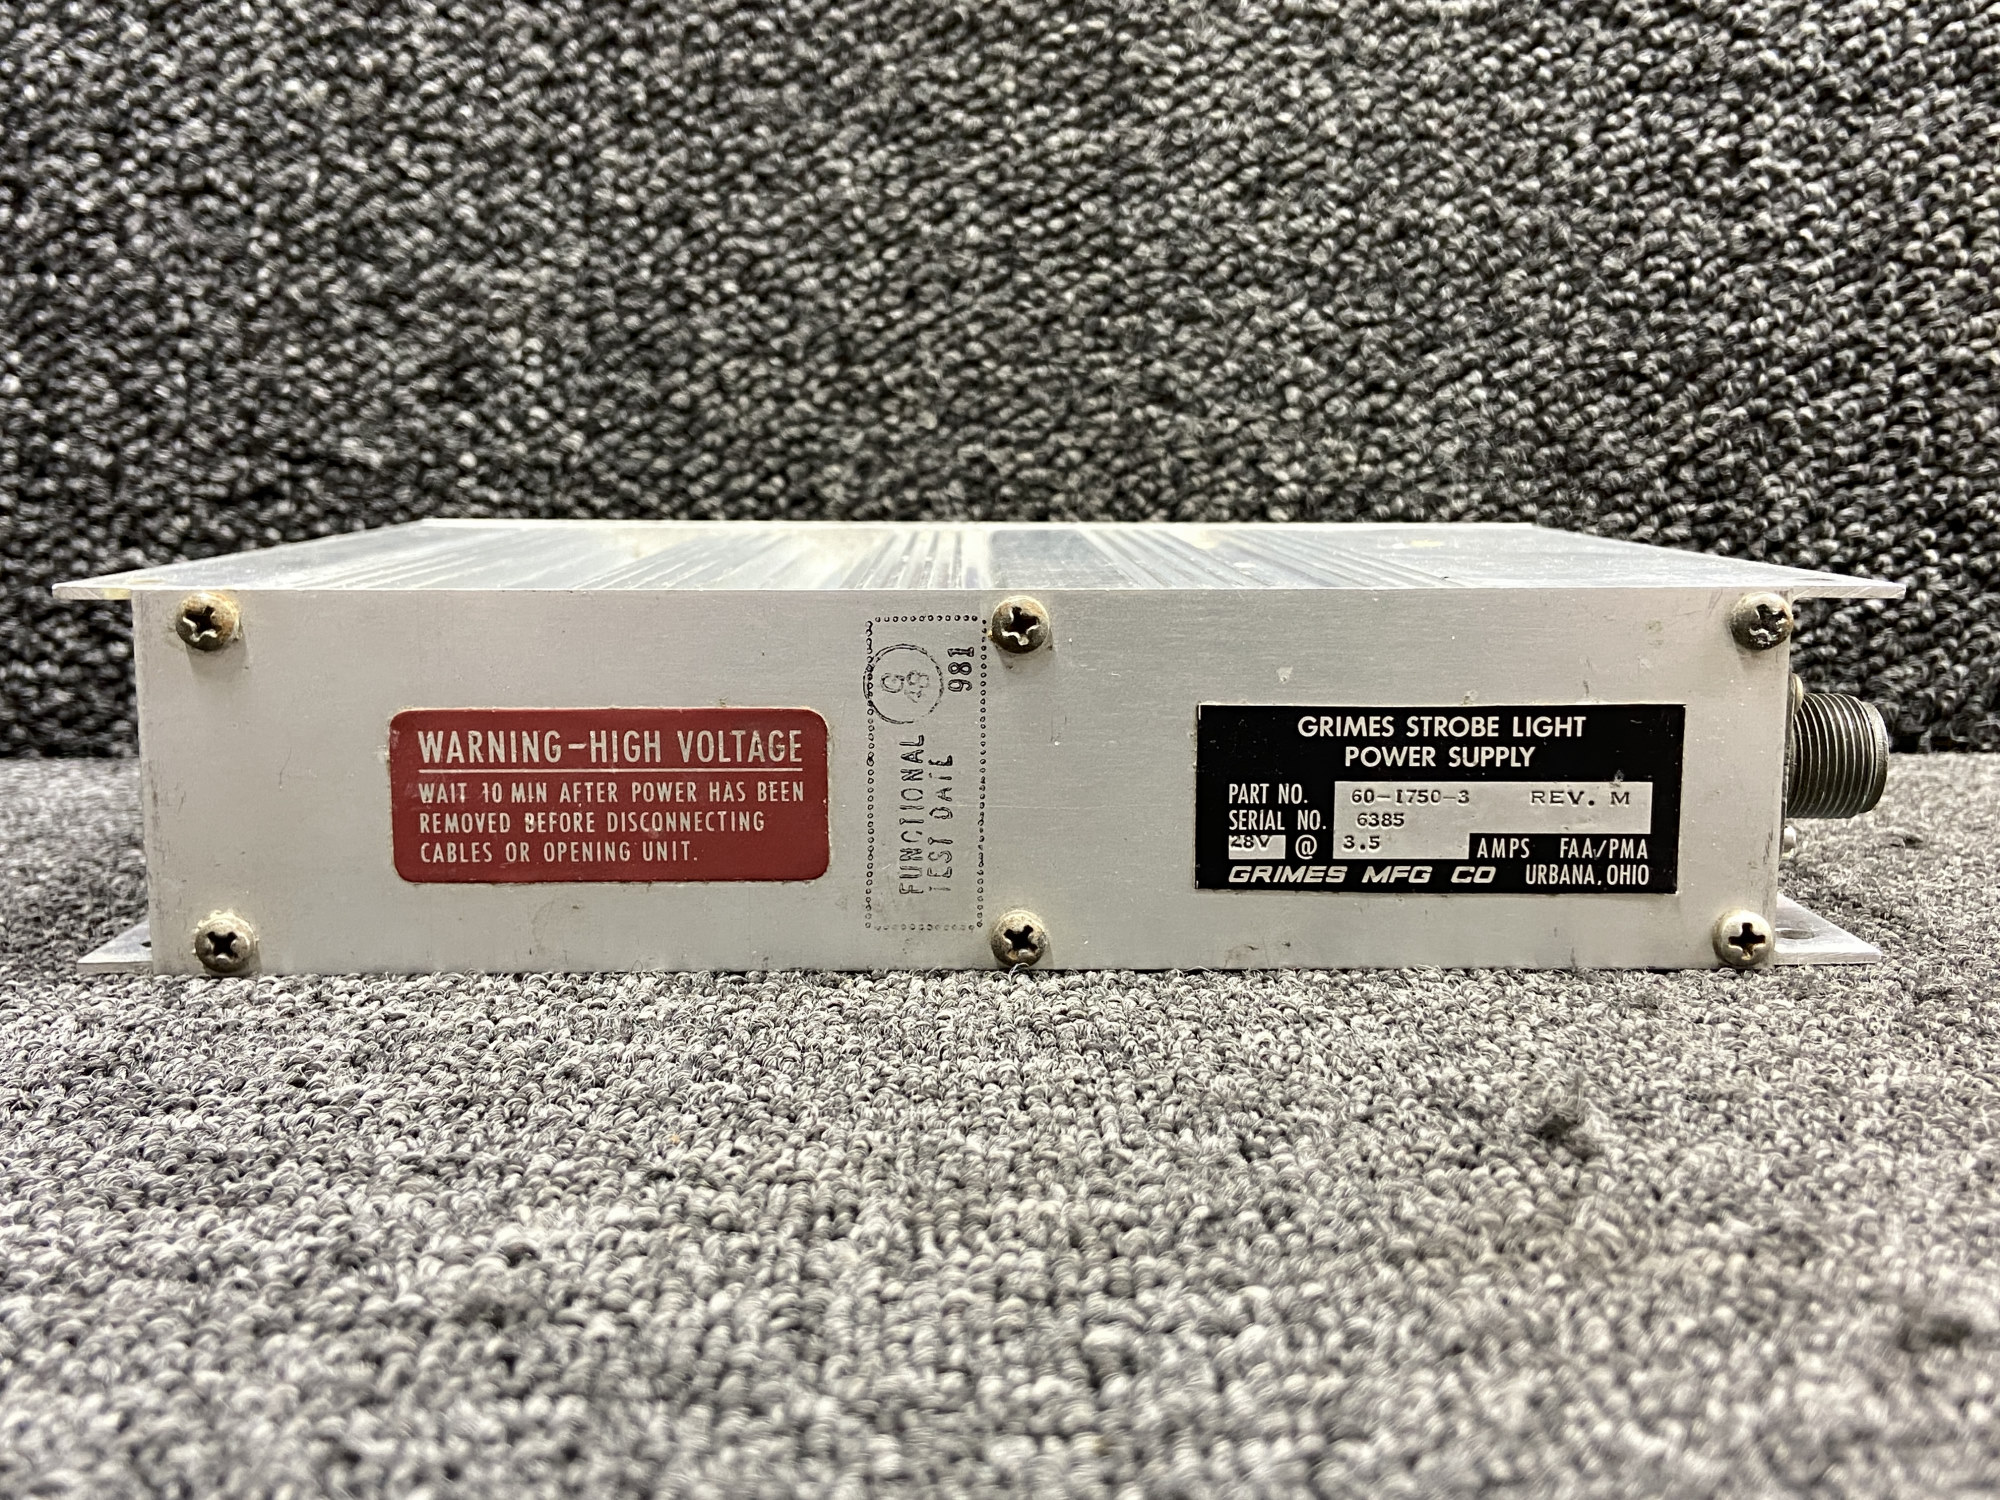 WARNING-HIGH VOLTAGE
WAIT 10 MIN AFTER POWER HAS BEEN
REMOVED BEFORE DISCONNECTING
CABLES OR OPENING UNIT.
FUNCTIONAL
TEST DATE
G
48
981
GRIMES STROBE LIGHT
POWER SUPPLY
PART NO. 60-1750-3 REV. M
SERIAL NO. 6385
28V @ 3.5 AMPS FAA/PMA
GRIMES MFG CO URBANA, OHIO